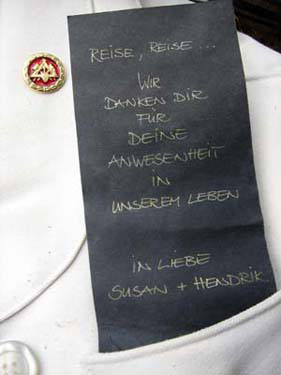 REISE, REISE ...
WIR
DANKEN DIR
FÜR
DEINE
ANWESENHEIT
IN
UNSEREM LEBEN
IN LIEBE
SUSAN + HENDRIK